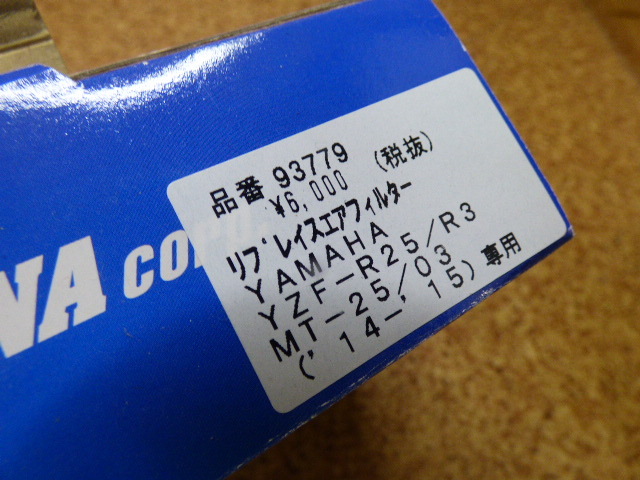 品番 93779
¥6,000 (税抜)
リプレイスエアフィルター
YAMAHA
YZF-R25/R3
MT-25/03
('14-'15)専用
NA